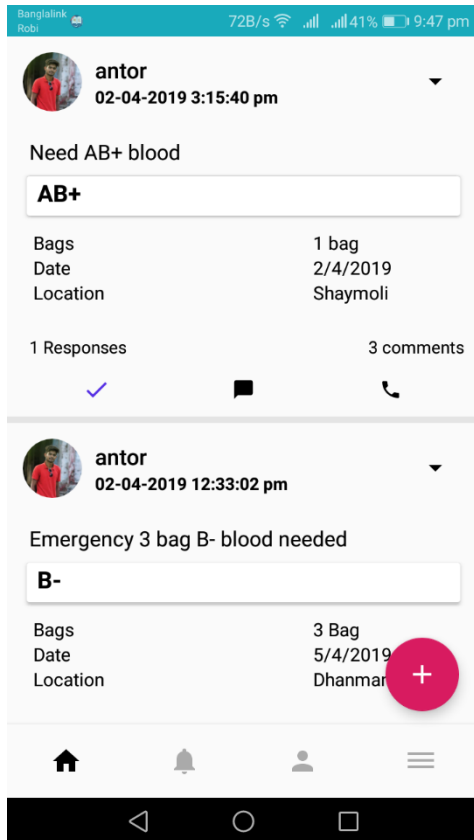 Banglalink
Robi
72B/s 41% 9:47 pm
antor
02-04-2019 3:15:40 pm
Need AB+ blood
AB+
Bags 1 bag
Date 2/4/2019
Location Shaymoli
1 Responses 3 comments
antor
02-04-2019 12:33:02 pm
Emergency 3 bag B- blood needed
B-
Bags 3 Bag
Date 5/4/2019
Location